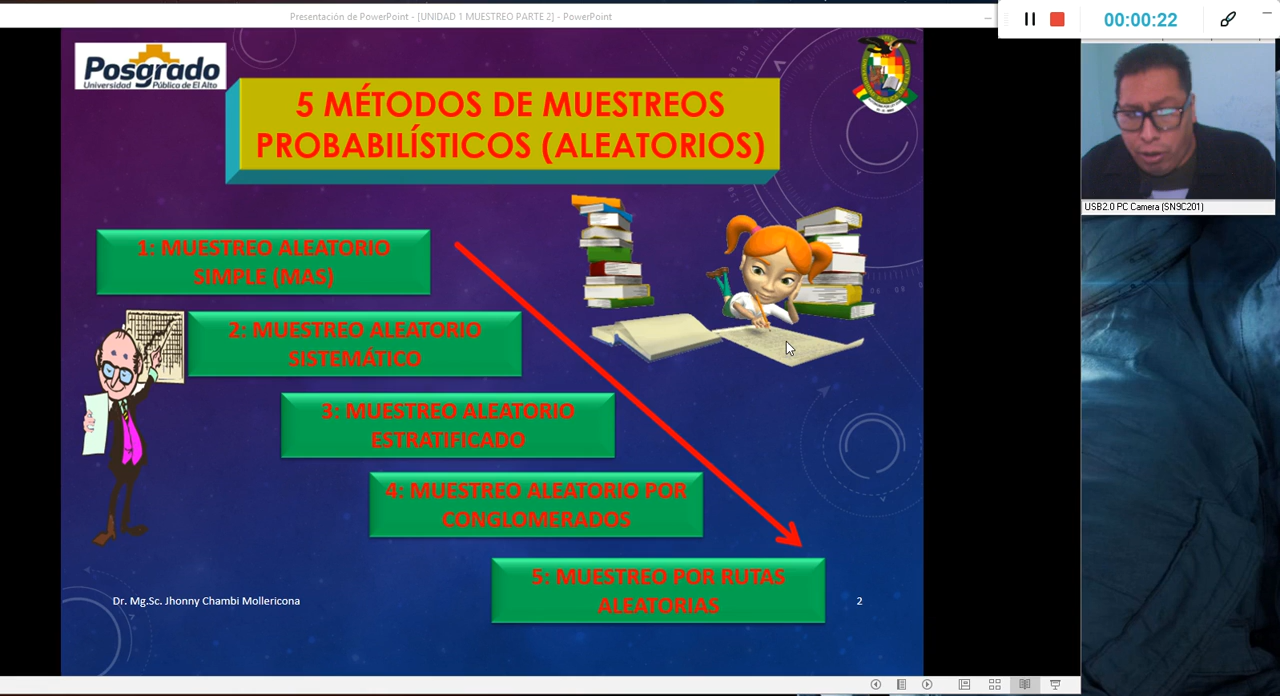 Presentación de PowerPoint - [UNIDAD 1 MUESTREO PARTE 2] - PowerPoint
00:00:22
Posgrado
Universidad Pública de El Alto
5 MÉTODOS DE MUESTREOS
PROBABILÍSTICOS (ALEATORIOS)
USB2.0 PC Camera (SN9C201)
1: MUESTREO ALEATORIO
SIMPLE (MAS)
2: MUESTREO ALEATORIO
SISTEMÁTICO
3: MUESTREO ALEATORIO
ESTRATIFICADO
4: MUESTREO ALEATORIO POR
CONGLOMERADOS
5: MUESTREO POR RUTAS
ALEATORIAS
Dr. Mg.Sc. Jhonny Chambi Mollericona
2